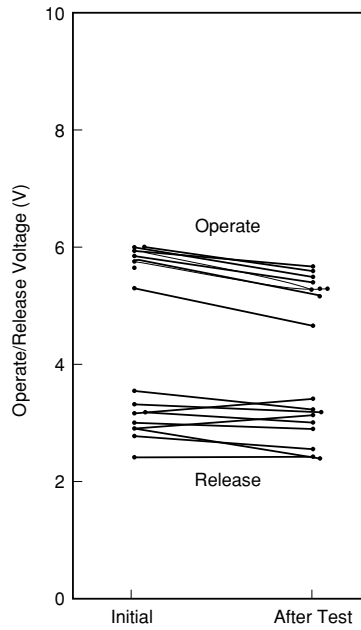 10
8
6
4
2
0
Operate/Release Voltage (V)
Operate
Release
Initial
After Test